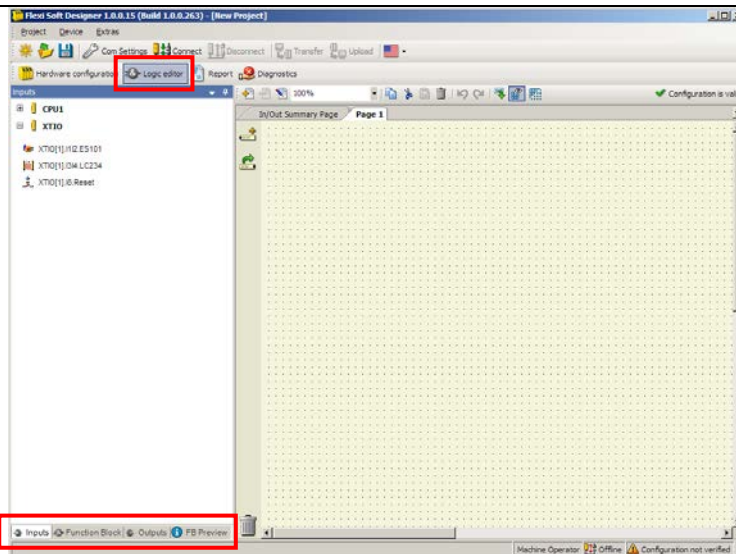 Flexi Soft Designer 1.0.0.15 (Build 1.0.0.263) - [New Project]
Project Device Extras
Com Settings Connect Disconnect Transfer Upload
Hardware configuration Logic editor Report Diagnostics
Inputs 100% Configuration is val
CPU1 In/Out Summary Page Page 1
XTIO
XTIO[1].I1I2.ES101
XTIO[1].I3I4.LC234
XTIO[1].I6.Reset
Inputs Function Block Outputs FB Preview
Machine Operator Offline Configuration not verified